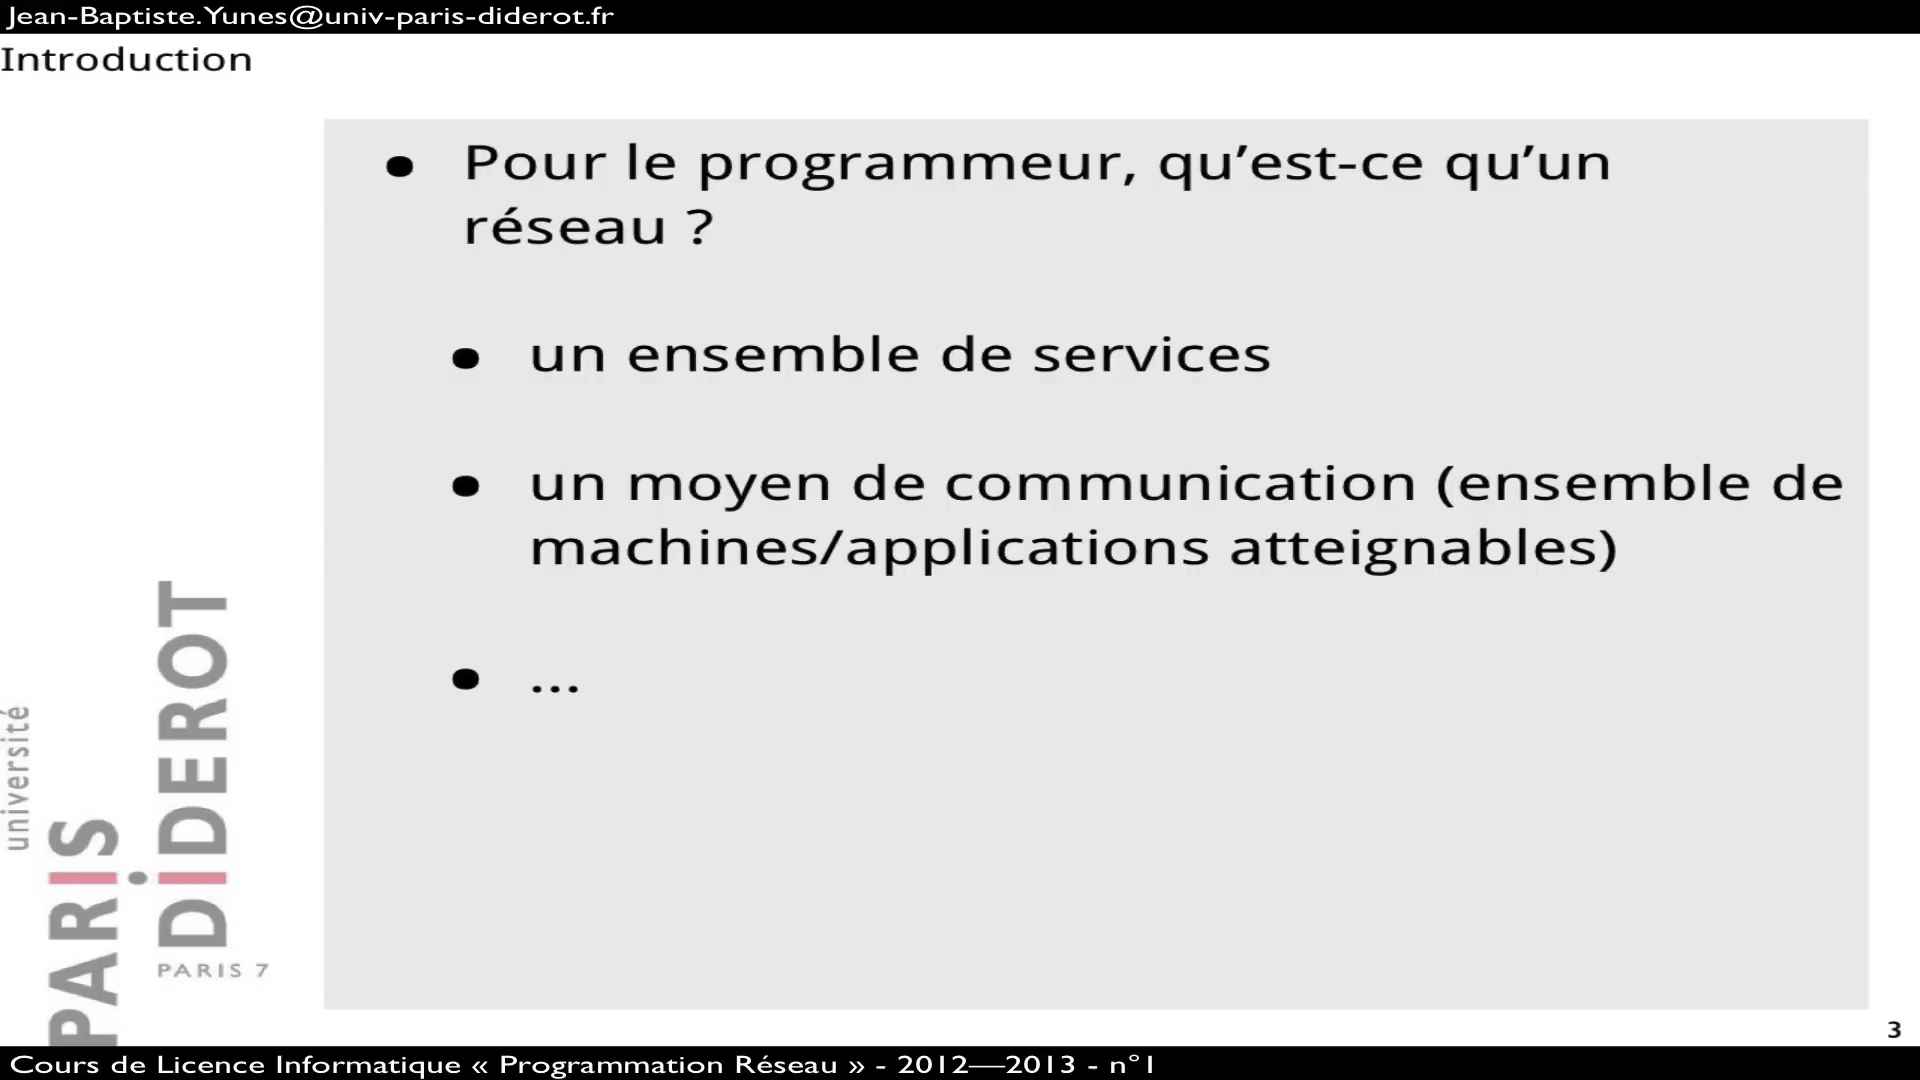 Jean-Baptiste.Yunes@univ-paris-diderot.fr
Introduction
• Pour le programmeur, qu’est-ce qu’un
réseau ?
• un ensemble de services
• un moyen de communication (ensemble de
machines/applications atteignables)
• ...
université
PARIS
DiDEROT
PARIS 7
3
Cours de Licence Informatique « Programmation Réseau » - 2012—2013 - n°1